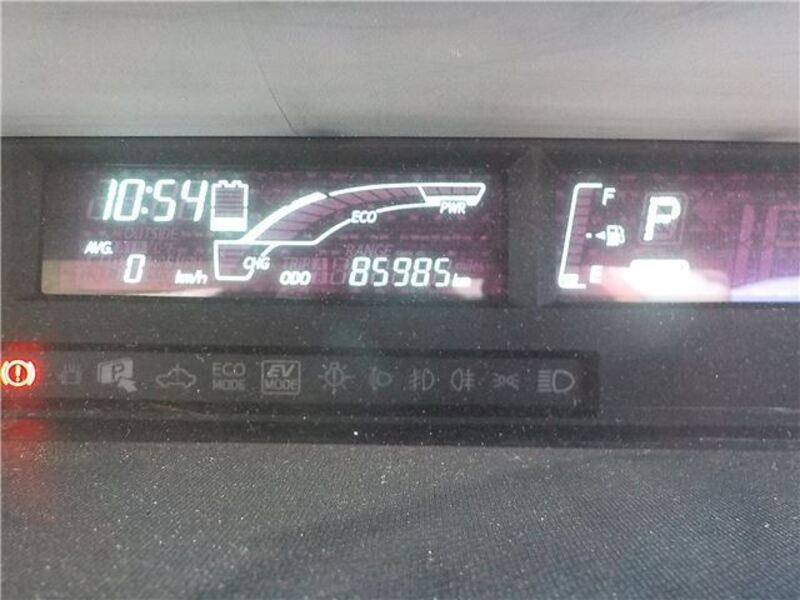 10:54
AVG.
0 km/h
CHG
ECO
PWR
ODO 85985 km
F
E
P
P
ECO MODE
EV MODE